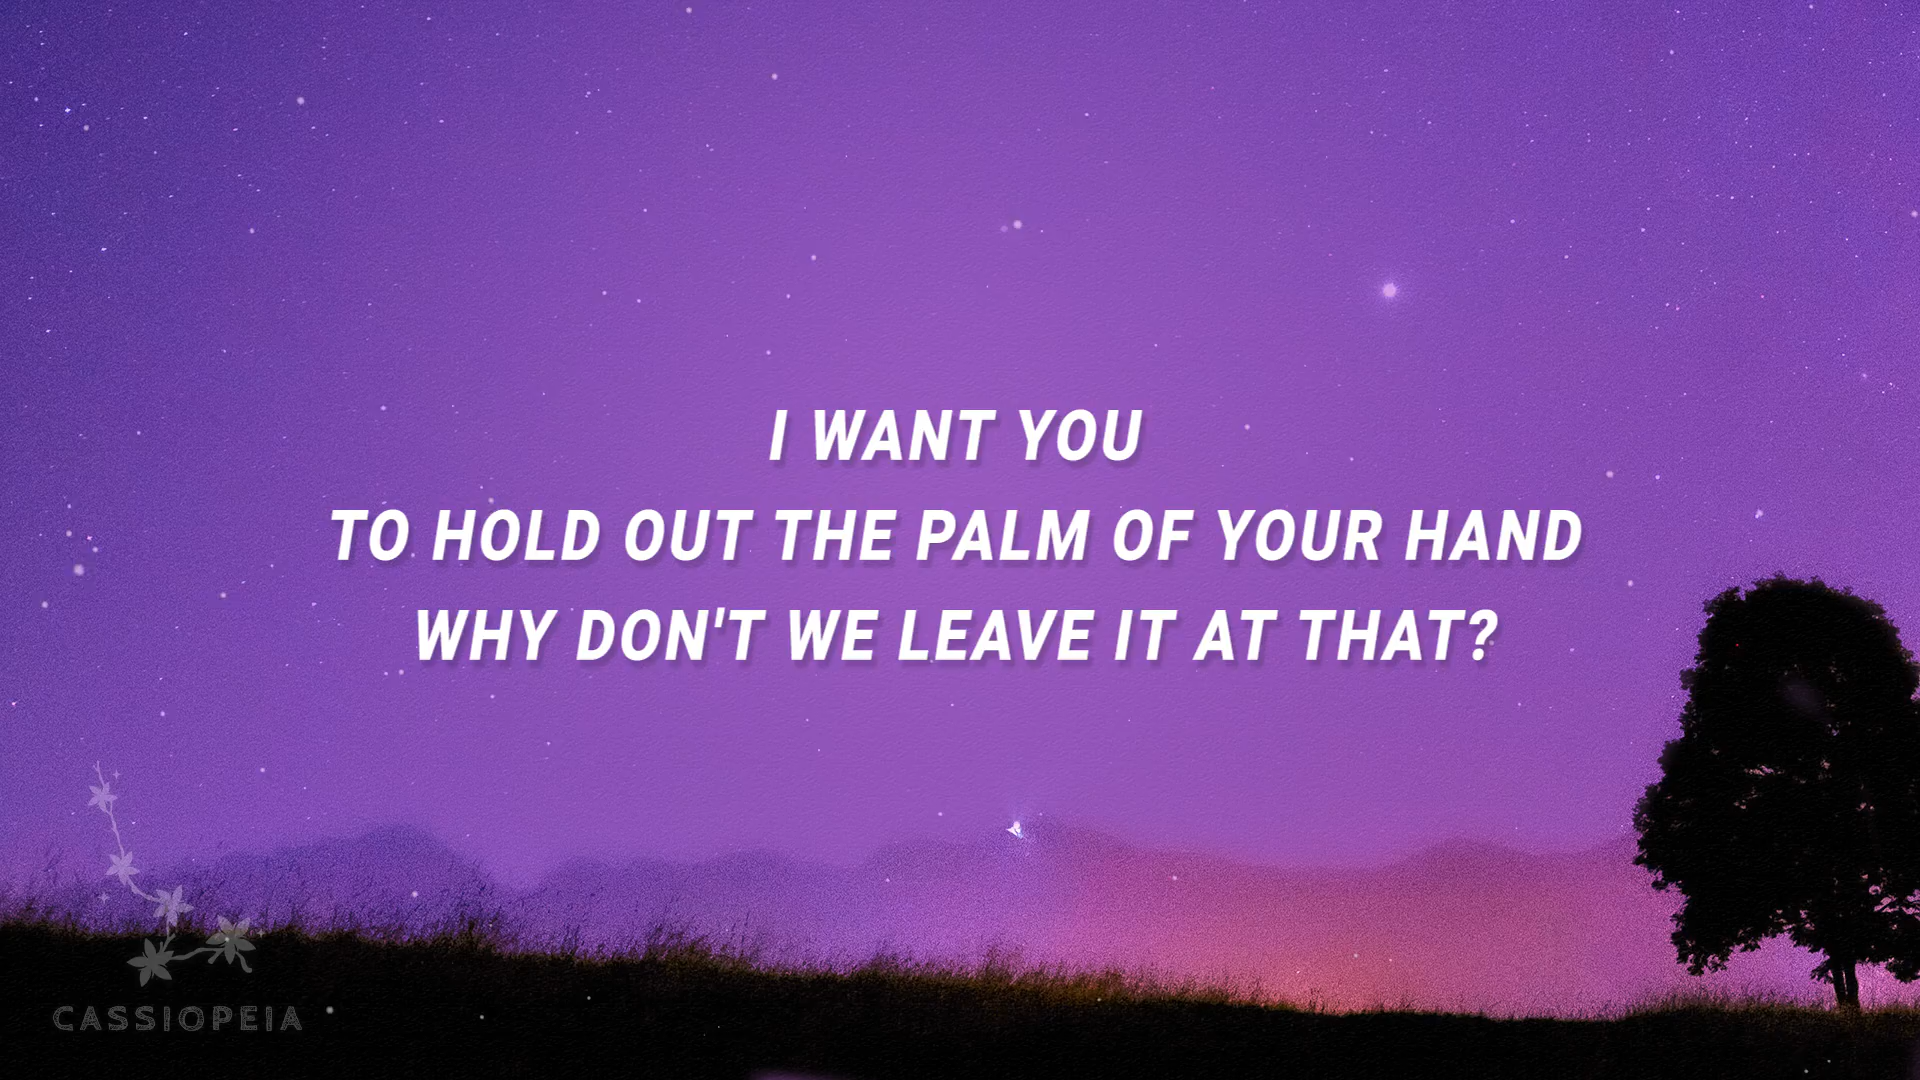 I WANT YOU
TO HOLD OUT THE PALM OF YOUR HAND
WHY DON'T WE LEAVE IT AT THAT?
CASSIOPEIA